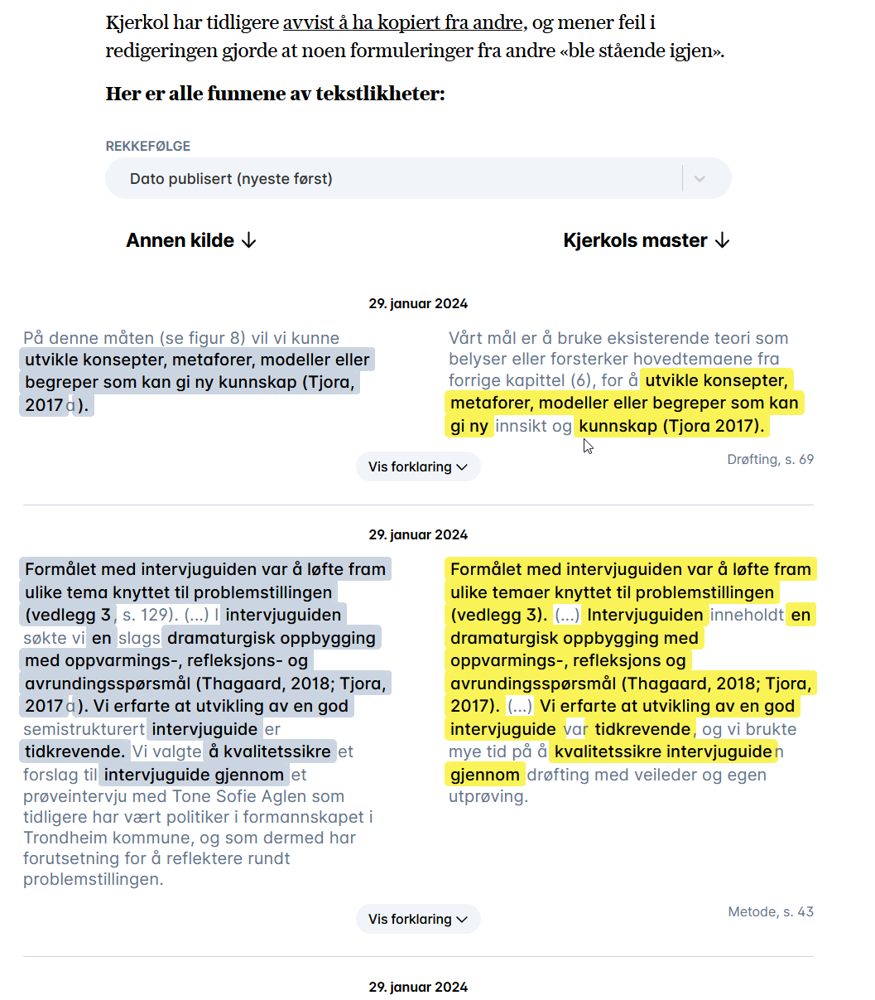 Kjerkol har tidligere avvist å ha kopiert fra andre, og mener feil i
redigeringen gjorde at noen formuleringer fra andre «ble stående igjen».
Her er alle funnene av tekstlikheter:
REKKEFØLGE
Dato publisert (nyeste først)
Annen kilde ↓
Kjerkols master ↓
29. januar 2024
På denne måten (se figur 8) vil vi kunne
utvikle konsepter, metaforer, modeller eller
begreper som kan gi ny kunnskap (Tjora,
2017a).
Vårt mål er å bruke eksisterende teori som
belyser eller forsterker hovedtemaene fra
forrige kapittel (6), for å utvikle konsepter,
metaforer, modeller eller begreper som kan
gi ny innsikt og kunnskap (Tjora 2017).
Drøfting, s. 69
Vis forklaring
29. januar 2024
Formålet med intervjuguiden var å løfte fram
ulike tema knyttet til problemstillingen
(vedlegg 3, s. 129). (...) I intervjuguiden
søkte vi en slags dramaturgisk oppbygging
med oppvarmings-, refleksjons- og
avrundingsspørsmål (Thagaard, 2018; Tjora,
2017a). Vi erfarte at utvikling av en god
semistrukturert intervjuguide er
tidkrevende. Vi valgte å kvalitetssikre et
forslag til intervjuguide gjennom et
prøveintervju med Tone Sofie Aglen som
tidligere har vært politiker i formannskapet i
Trondheim kommune, og som dermed har
forutsetning for å reflektere rundt
problemstillingen.
Formålet med intervjuguiden var å løfte fram
ulike temaer knyttet til problemstillingen
(vedlegg 3). (...) Intervjuguiden inneholdt en
dramaturgisk oppbygging med
oppvarmings-, refleksjons og
avrundingsspørsmål (Thagaard, 2018; Tjora,
2017). (...) Vi erfarte at utvikling av en god
intervjuguide var tidkrevende, og vi brukte
mye tid på å kvalitetssikre intervjuguiden
gjennom drøfting med veileder og egen
utprøving.
Metode, s. 43
Vis forklaring
29. januar 2024